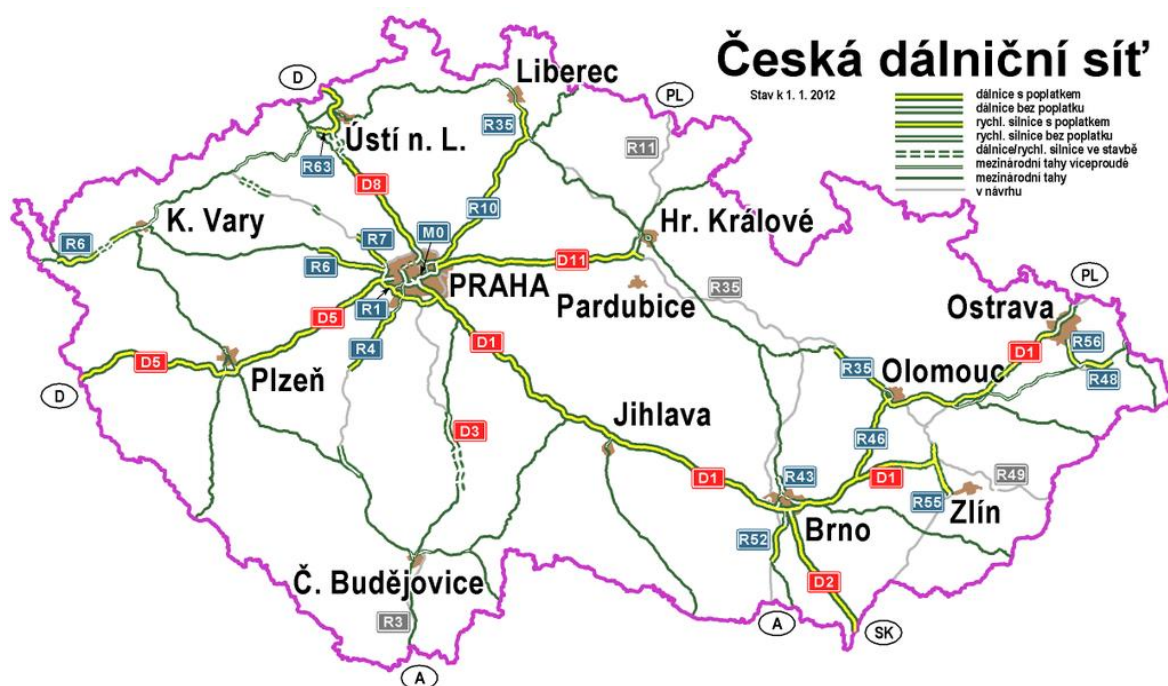 Česká dálniční síť
Stav k 1. 1. 2012
dálnice s poplatkem
dálnice bez poplatku
rychl. silnice s poplatkem
rychl. silnice bez poplatku
dálnice/rychl. silnice ve stavbě
mezinárodní tahy víceproudé
mezinárodní tahy
v návrhu
D
Liberec
PL
R35
Ústí n. L.
R63
R11
D8
R10
K. Vary
Hr. Králové
R6
R7
M0
R6
D11
PRAHA
R1
Pardubice
R35
PL
Ostrava
D5
D1
R4
D1
R56
D5
Plzeň
R35
Olomouc
R48
D
Jihlava
D3
R46
D1
R43
D1
R49
R55
Zlín
Brno
R52
Č. Budějovice
D2
R3
A
SK
A